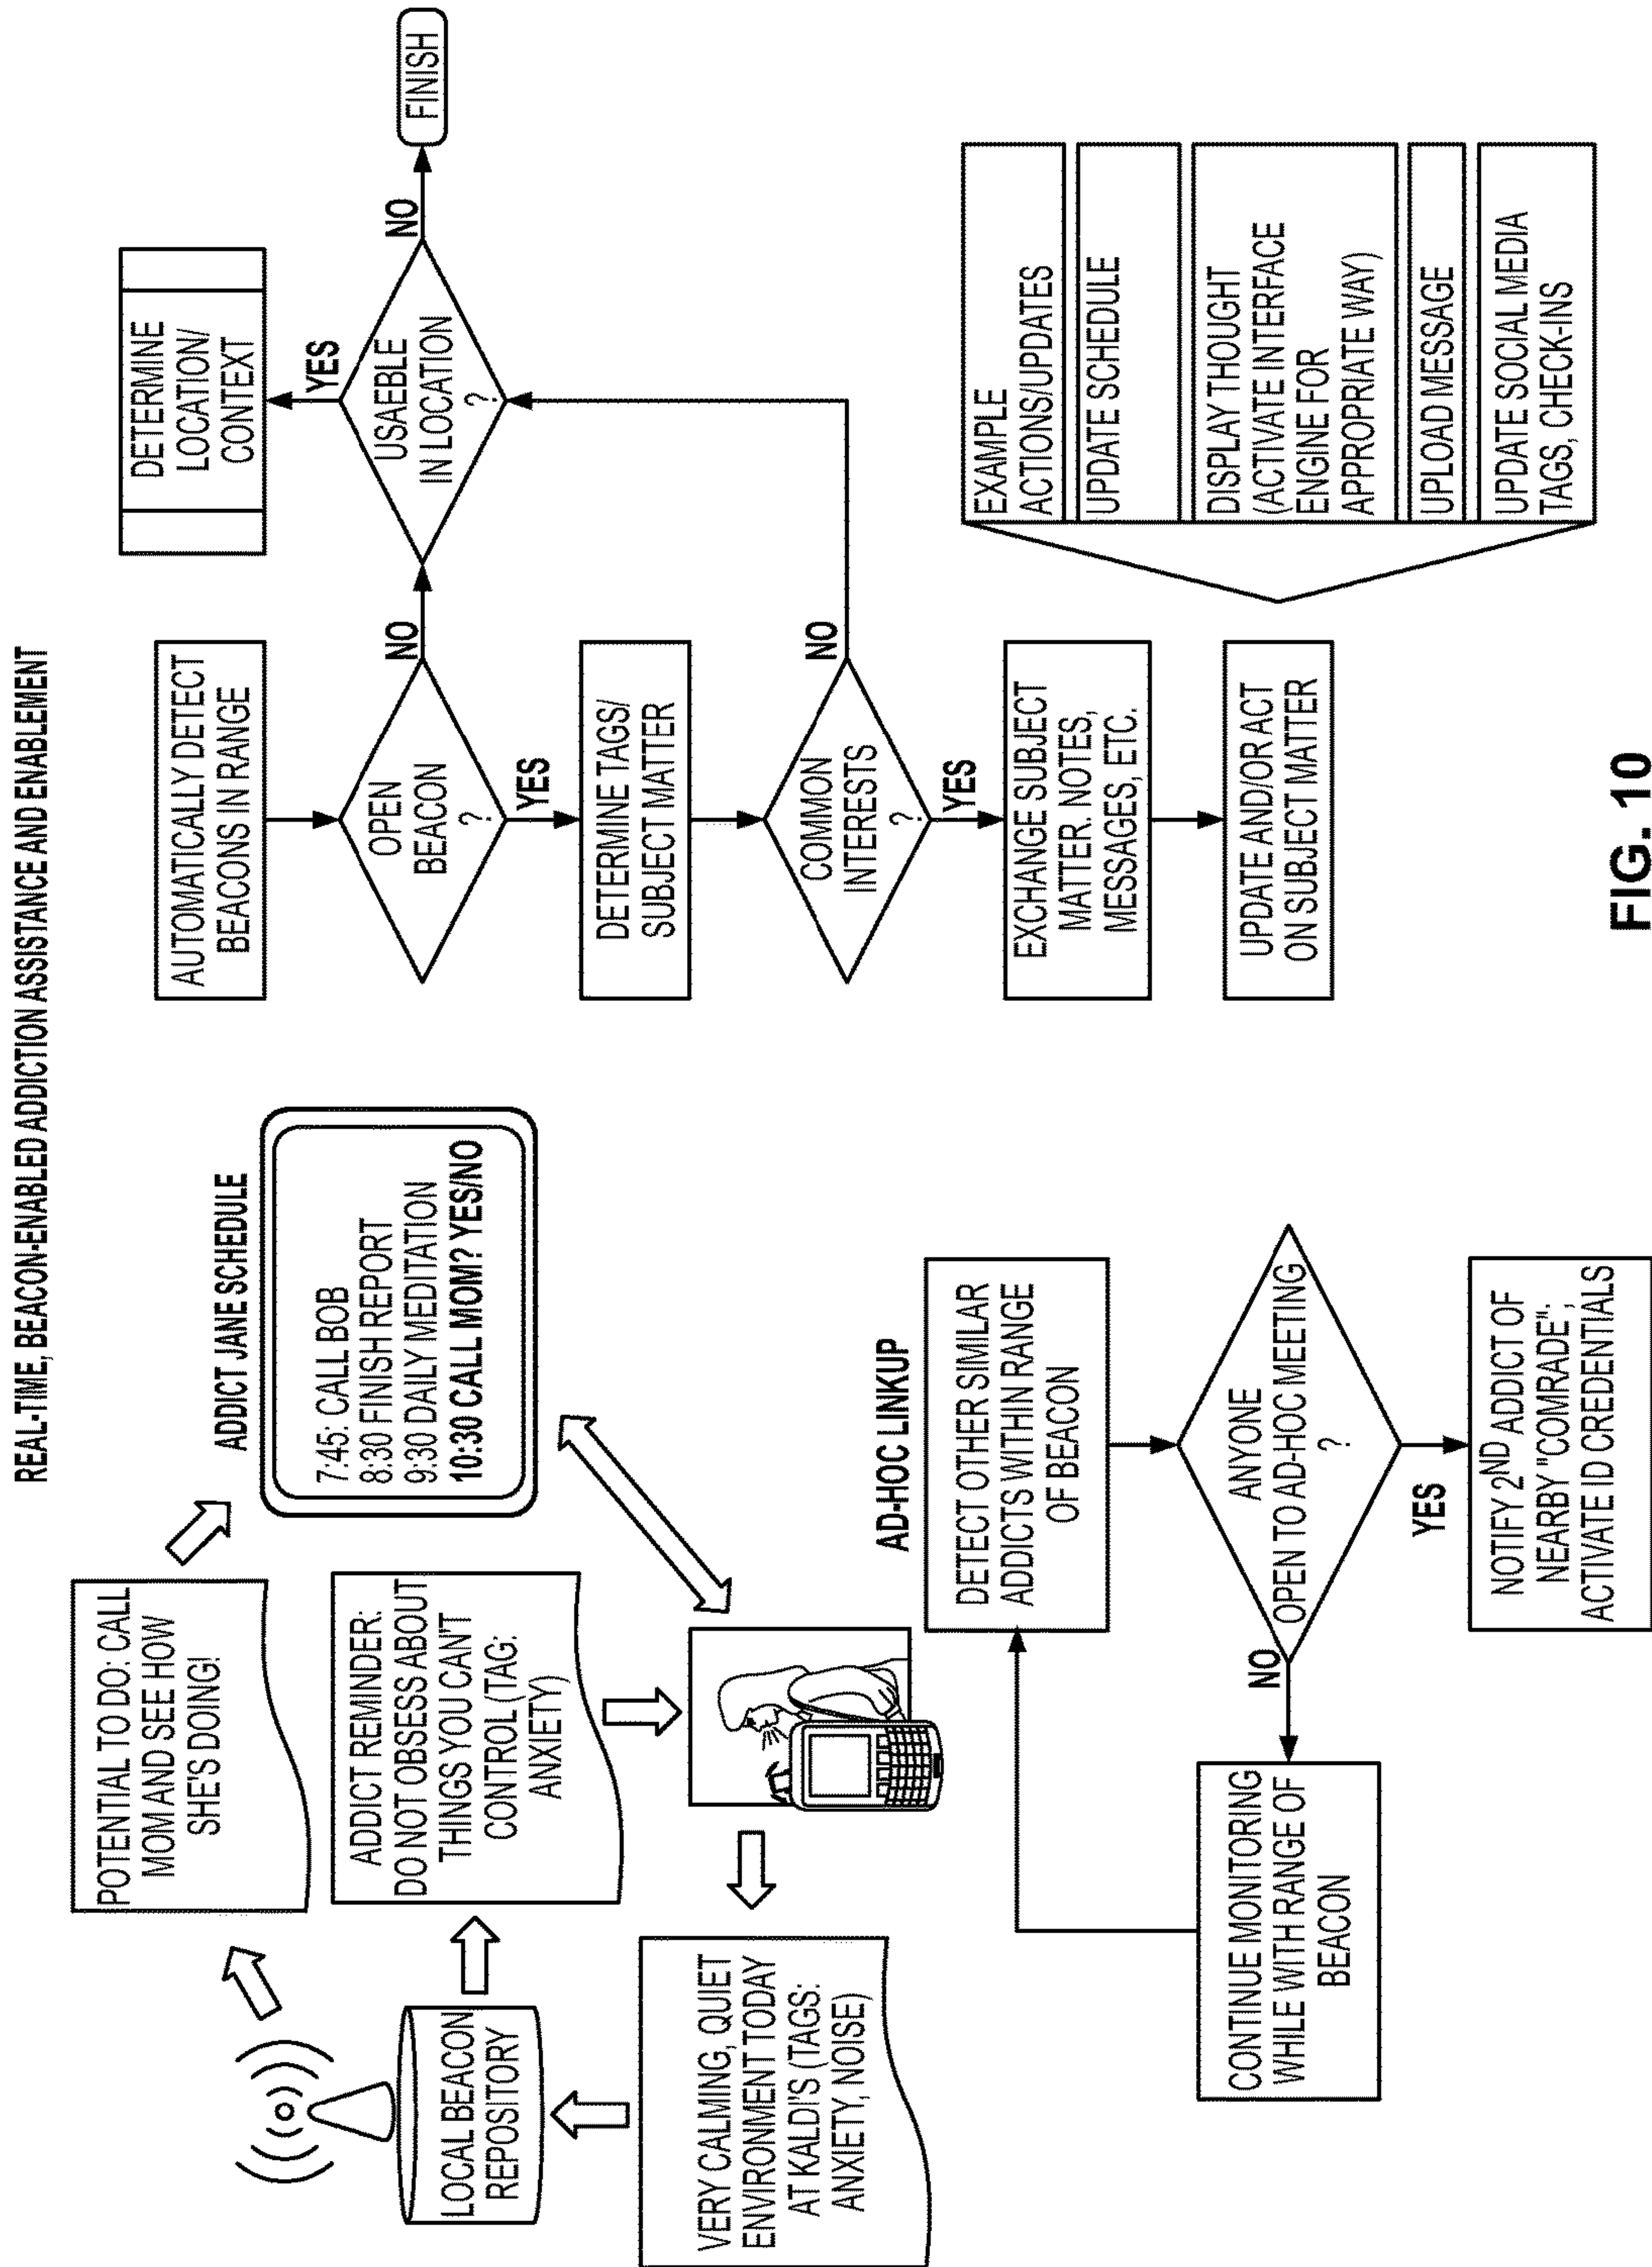 REAL-TIME, BEACON-ENABLED ADDICTION ASSISTANCE AND ENABLEMENT
POTENTIAL TO DO: CALL
MOM AND SEE HOW
SHE'S DOING!
ADDICT JANE SCHEDULE
7:45: CALL BOB
8:30 FINISH REPORT
9:30 DAILY MEDITATION
10:30 CALL MOM? YES/NO
LOCAL BEACON
REPOSITORY
ADDICT REMINDER:
DO NOT OBSESS ABOUT
THINGS YOU CAN'T
CONTROL (TAG:
ANXIETY)
VERY CALMING, QUIET
ENVIRONMENT TODAY
AT KALDI'S (TAGS:
ANXIETY, NOISE)
AD-HOC LINKUP
DETECT OTHER SIMILAR
ADDICTS WITHIN RANGE
OF BEACON
ANYONE
OPEN TO AD-HOC MEETING
?
NO
YES
CONTINUE MONITORING
WHILE WITH RANGE OF
BEACON
NOTIFY 2ND ADDICT OF
NEARBY "COMRADE".
ACTIVATE ID CREDENTIALS
AUTOMATICALLY DETECT
BEACONS IN RANGE
OPEN
BEACON
?
NO
YES
DETERMINE
LOCATION/
CONTEXT
YES
USAEBLE
IN LOCATION
?
NO
FINISH
DETERMINE TAGS/
SUBJECT MATTER
COMMON
INTERESTS
?
NO
YES
EXCHANGE SUBJECT
MATTER. NOTES,
MESSAGES, ETC.
UPDATE AND/OR ACT
ON SUBJECT MATTER
EXAMPLE
ACTIONS/UPDATES
UPDATE SCHEDULE
DISPLAY THOUGHT
(ACTIVATE INTERFACE
ENGINE FOR
APPROPRIATE WAY)
UPLOAD MESSAGE
UPDATE SOCIAL MEDIA
TAGS, CHECK-INS
FIG. 10